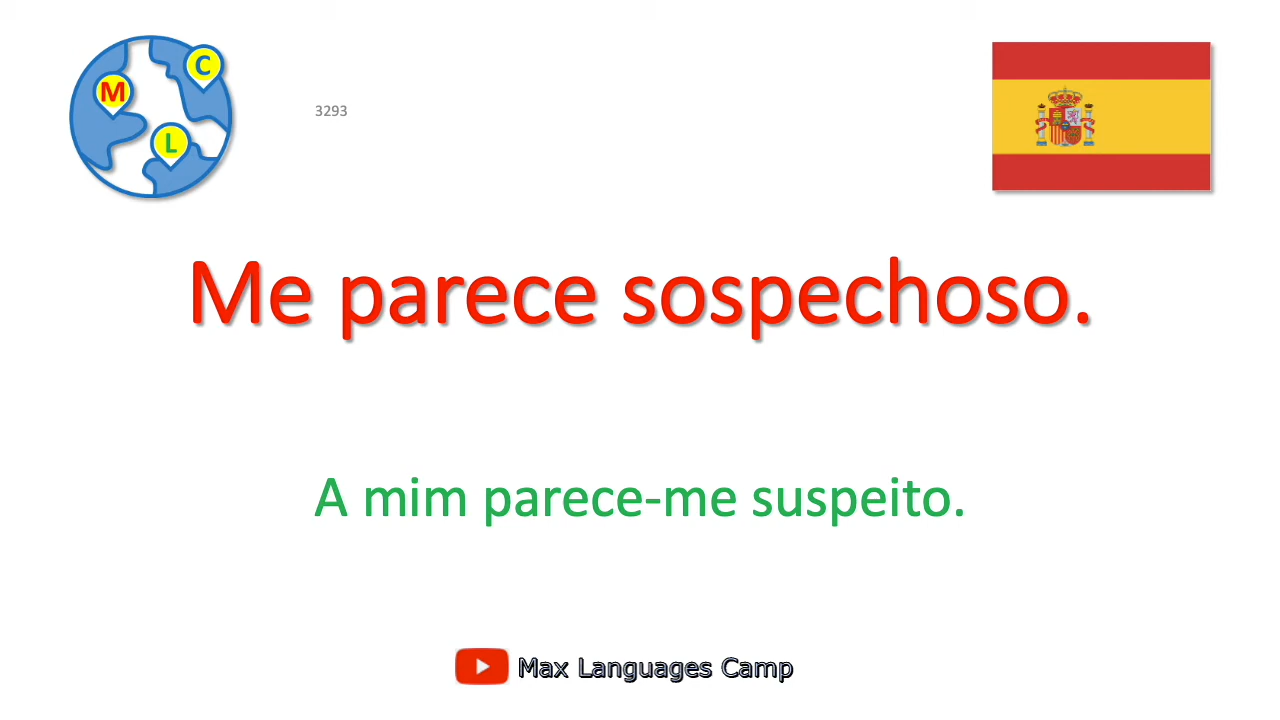 M
C
L
3293
Me parece sospechoso.
A mim parece-me suspeito.
Max Languages Camp